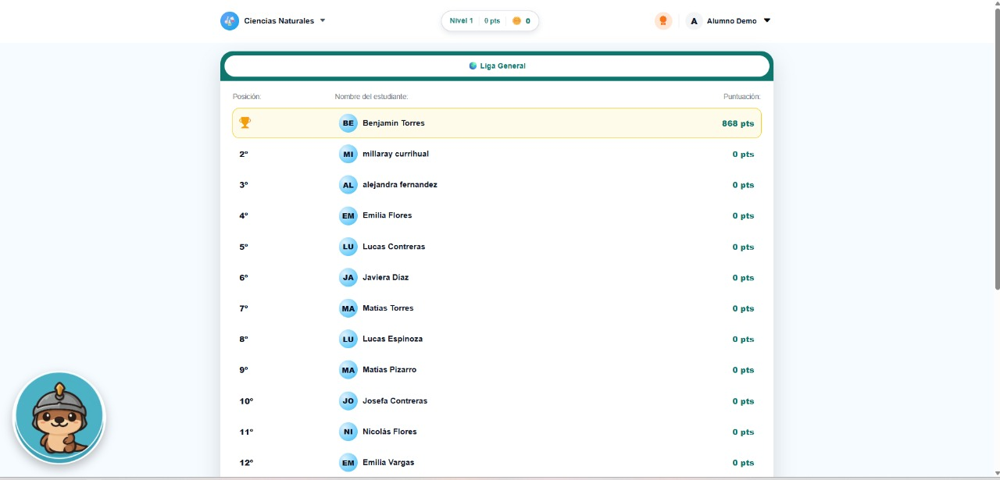 Ciencias Naturales
Nivel 1 0 pts 0
A Alumno Demo
Liga General
Posición: Nombre del estudiante: Puntuación:
BE Benjamin Torres 868 pts
2º MI millaray currihual 0 pts
3º AL alejandra fernandez 0 pts
4º EM Emilia Flores 0 pts
5º LU Lucas Contreras 0 pts
6º JA Javiera Díaz 0 pts
7º MA Matías Torres 0 pts
8º LU Lucas Espinoza 0 pts
9º MA Matías Pizarro 0 pts
10º JO Josefa Contreras 0 pts
11º NI Nicolás Flores 0 pts
12º EM Emilia Vargas 0 pts